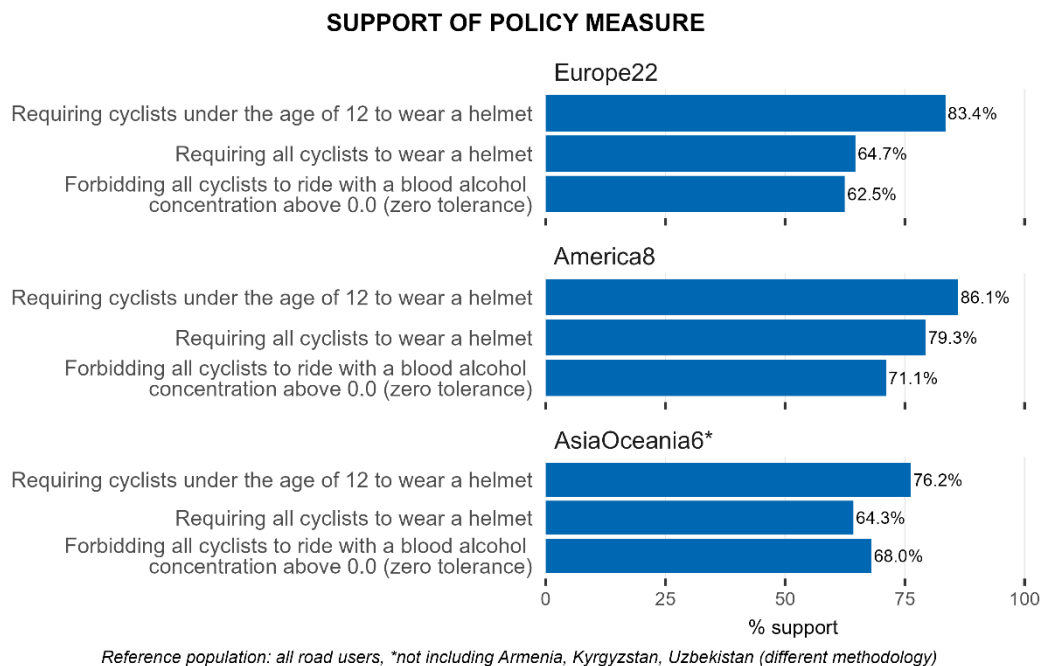 SUPPORT OF POLICY MEASURE
Europe22
Requiring cyclists under the age of 12 to wear a helmet
83.4%
Requiring all cyclists to wear a helmet
64.7%
Forbidding all cyclists to ride with a blood alcohol
concentration above 0.0 (zero tolerance)
62.5%
America8
Requiring cyclists under the age of 12 to wear a helmet
86.1%
Requiring all cyclists to wear a helmet
79.3%
Forbidding all cyclists to ride with a blood alcohol
concentration above 0.0 (zero tolerance)
71.1%
AsiaOceania6*
Requiring cyclists under the age of 12 to wear a helmet
76.2%
Requiring all cyclists to wear a helmet
64.3%
Forbidding all cyclists to ride with a blood alcohol
concentration above 0.0 (zero tolerance)
68.0%
0 25 50 75 100
% support
Reference population: all road users, *not including Armenia, Kyrgyzstan, Uzbekistan (different methodology)